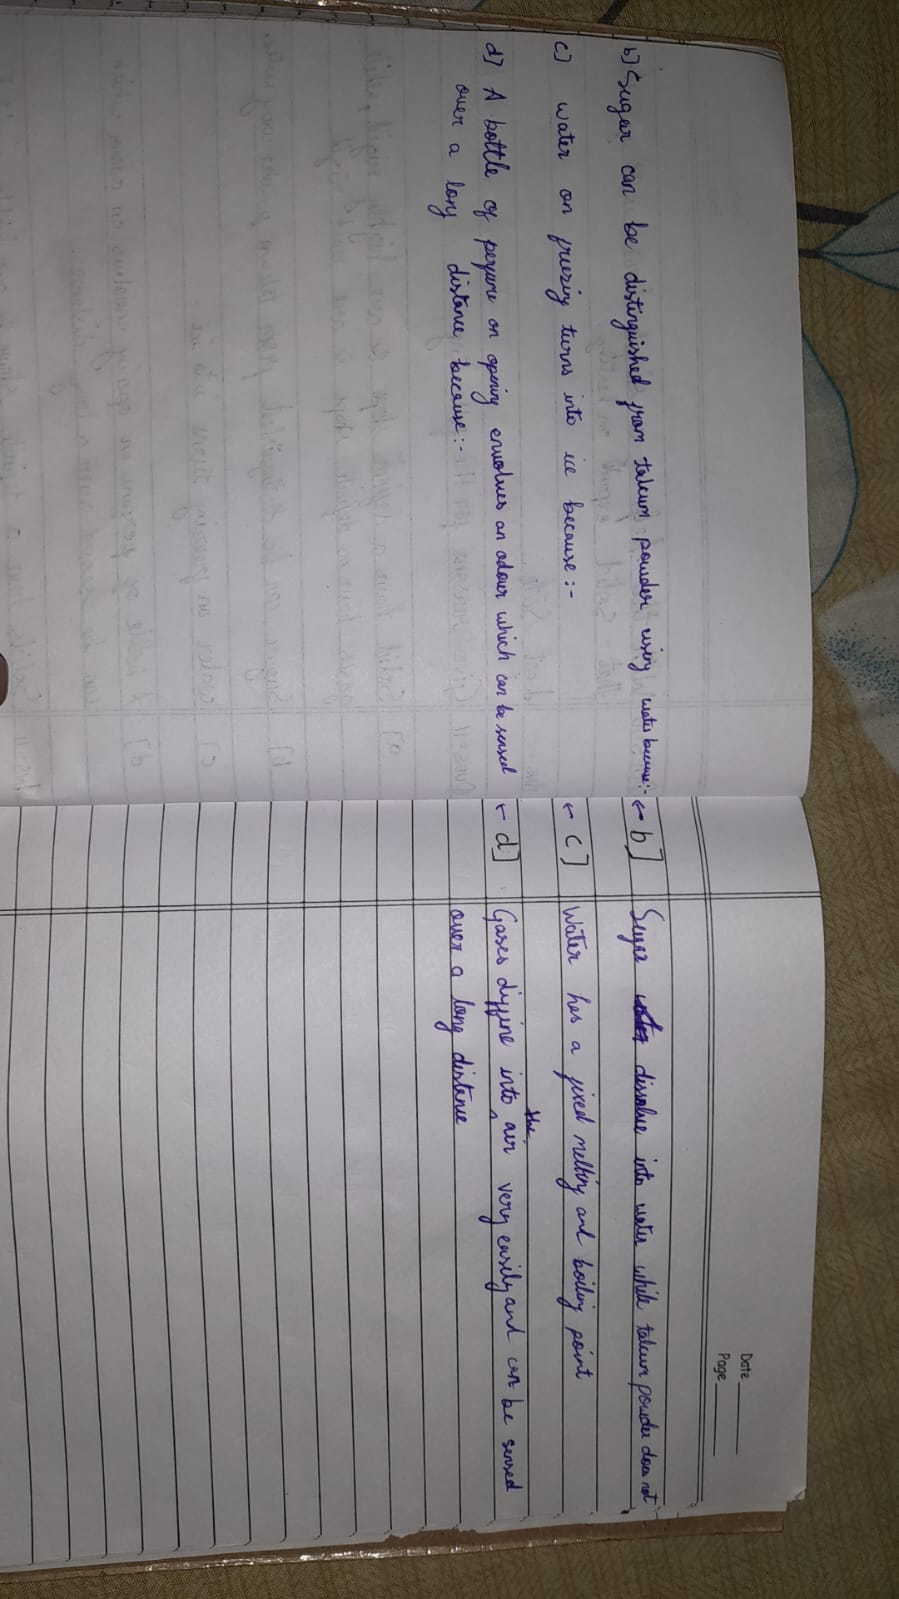 b] Sugar can be distinguished from talcum powder using water because:-
c] water on freezing turns into ice because :-
d] A bottle of perfume on opening envolves an odour which can be sensed
over a long distance because:-
Date
Page
← b] Sugar dissolve into water while talcum powder does not
← c] Water has a fixed melting and boiling point
← d] Gases diffine into the air very easily and can be sensed
over a long distance